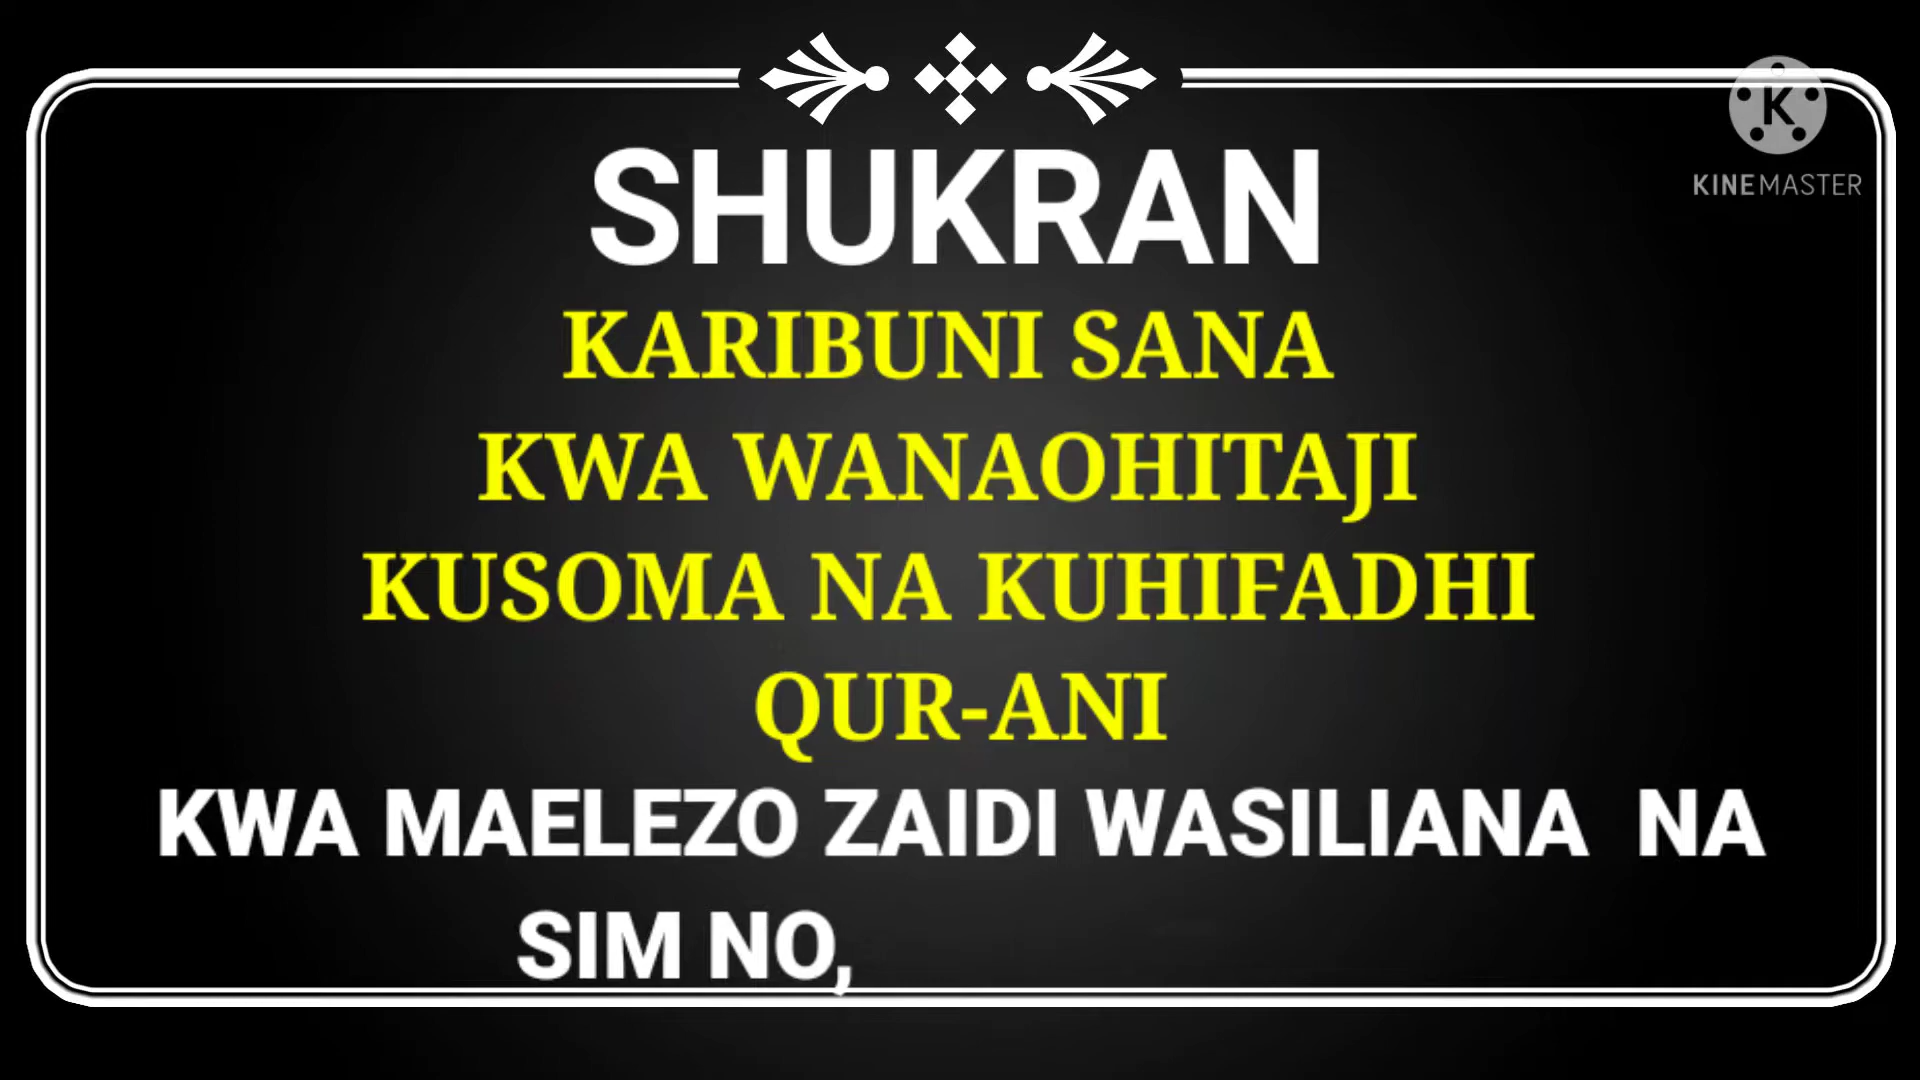 SHUKRAN
KINEMASTER
KARIBUNI SANA
KWA WANAOHITAJI
KUSOMA NA KUHIFADHI
QUR-ANI
KWA MAELEZO ZAIDI WASILIANA NA
SIM NO,